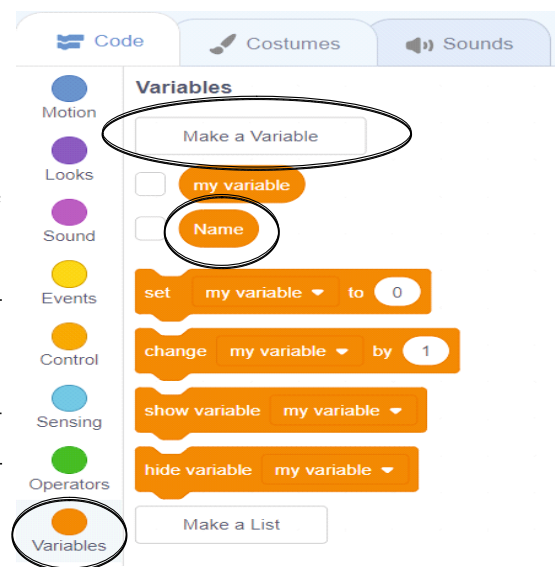 Code Costumes Sounds
Variables
Motion
Make a Variable
Looks
my variable
Sound
Name
Events
set my variable to 0
Control
change my variable by 1
Sensing
show variable my variable
Operators
hide variable my variable
Variables
Make a List